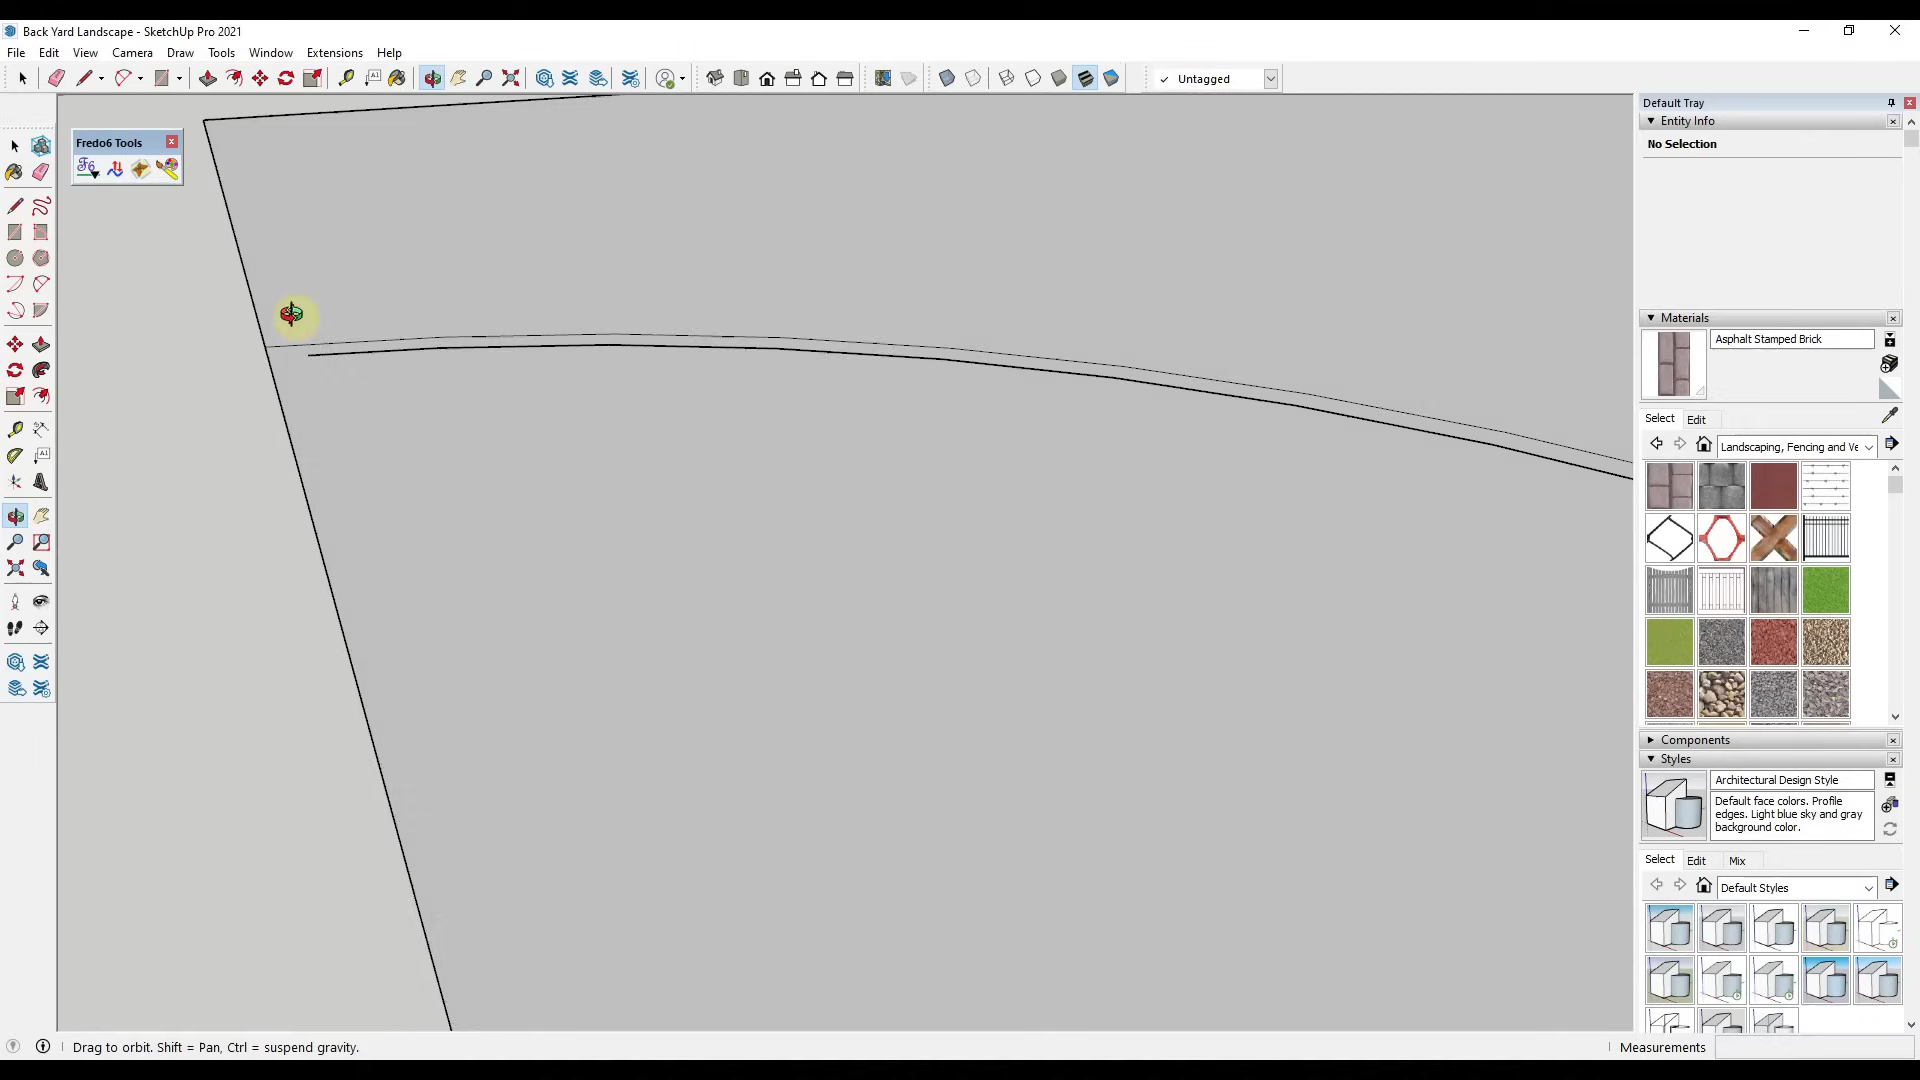 Back Yard Landscape - SketchUp Pro 2021
File Edit View Camera Draw Tools Window Extensions Help
Untagged
Default Tray
Entity Info
No Selection
Fredo6 Tools
Materials
Asphalt Stamped Brick
Select Edit
Landscaping, Fencing and Ve
Components
Styles
Architectural Design Style
Default face colors. Profile
edges. Light blue sky and gray
background color.
Select Edit Mix
Default Styles
Drag to orbit. Shift = Pan, Ctrl = suspend gravity.
Measurements